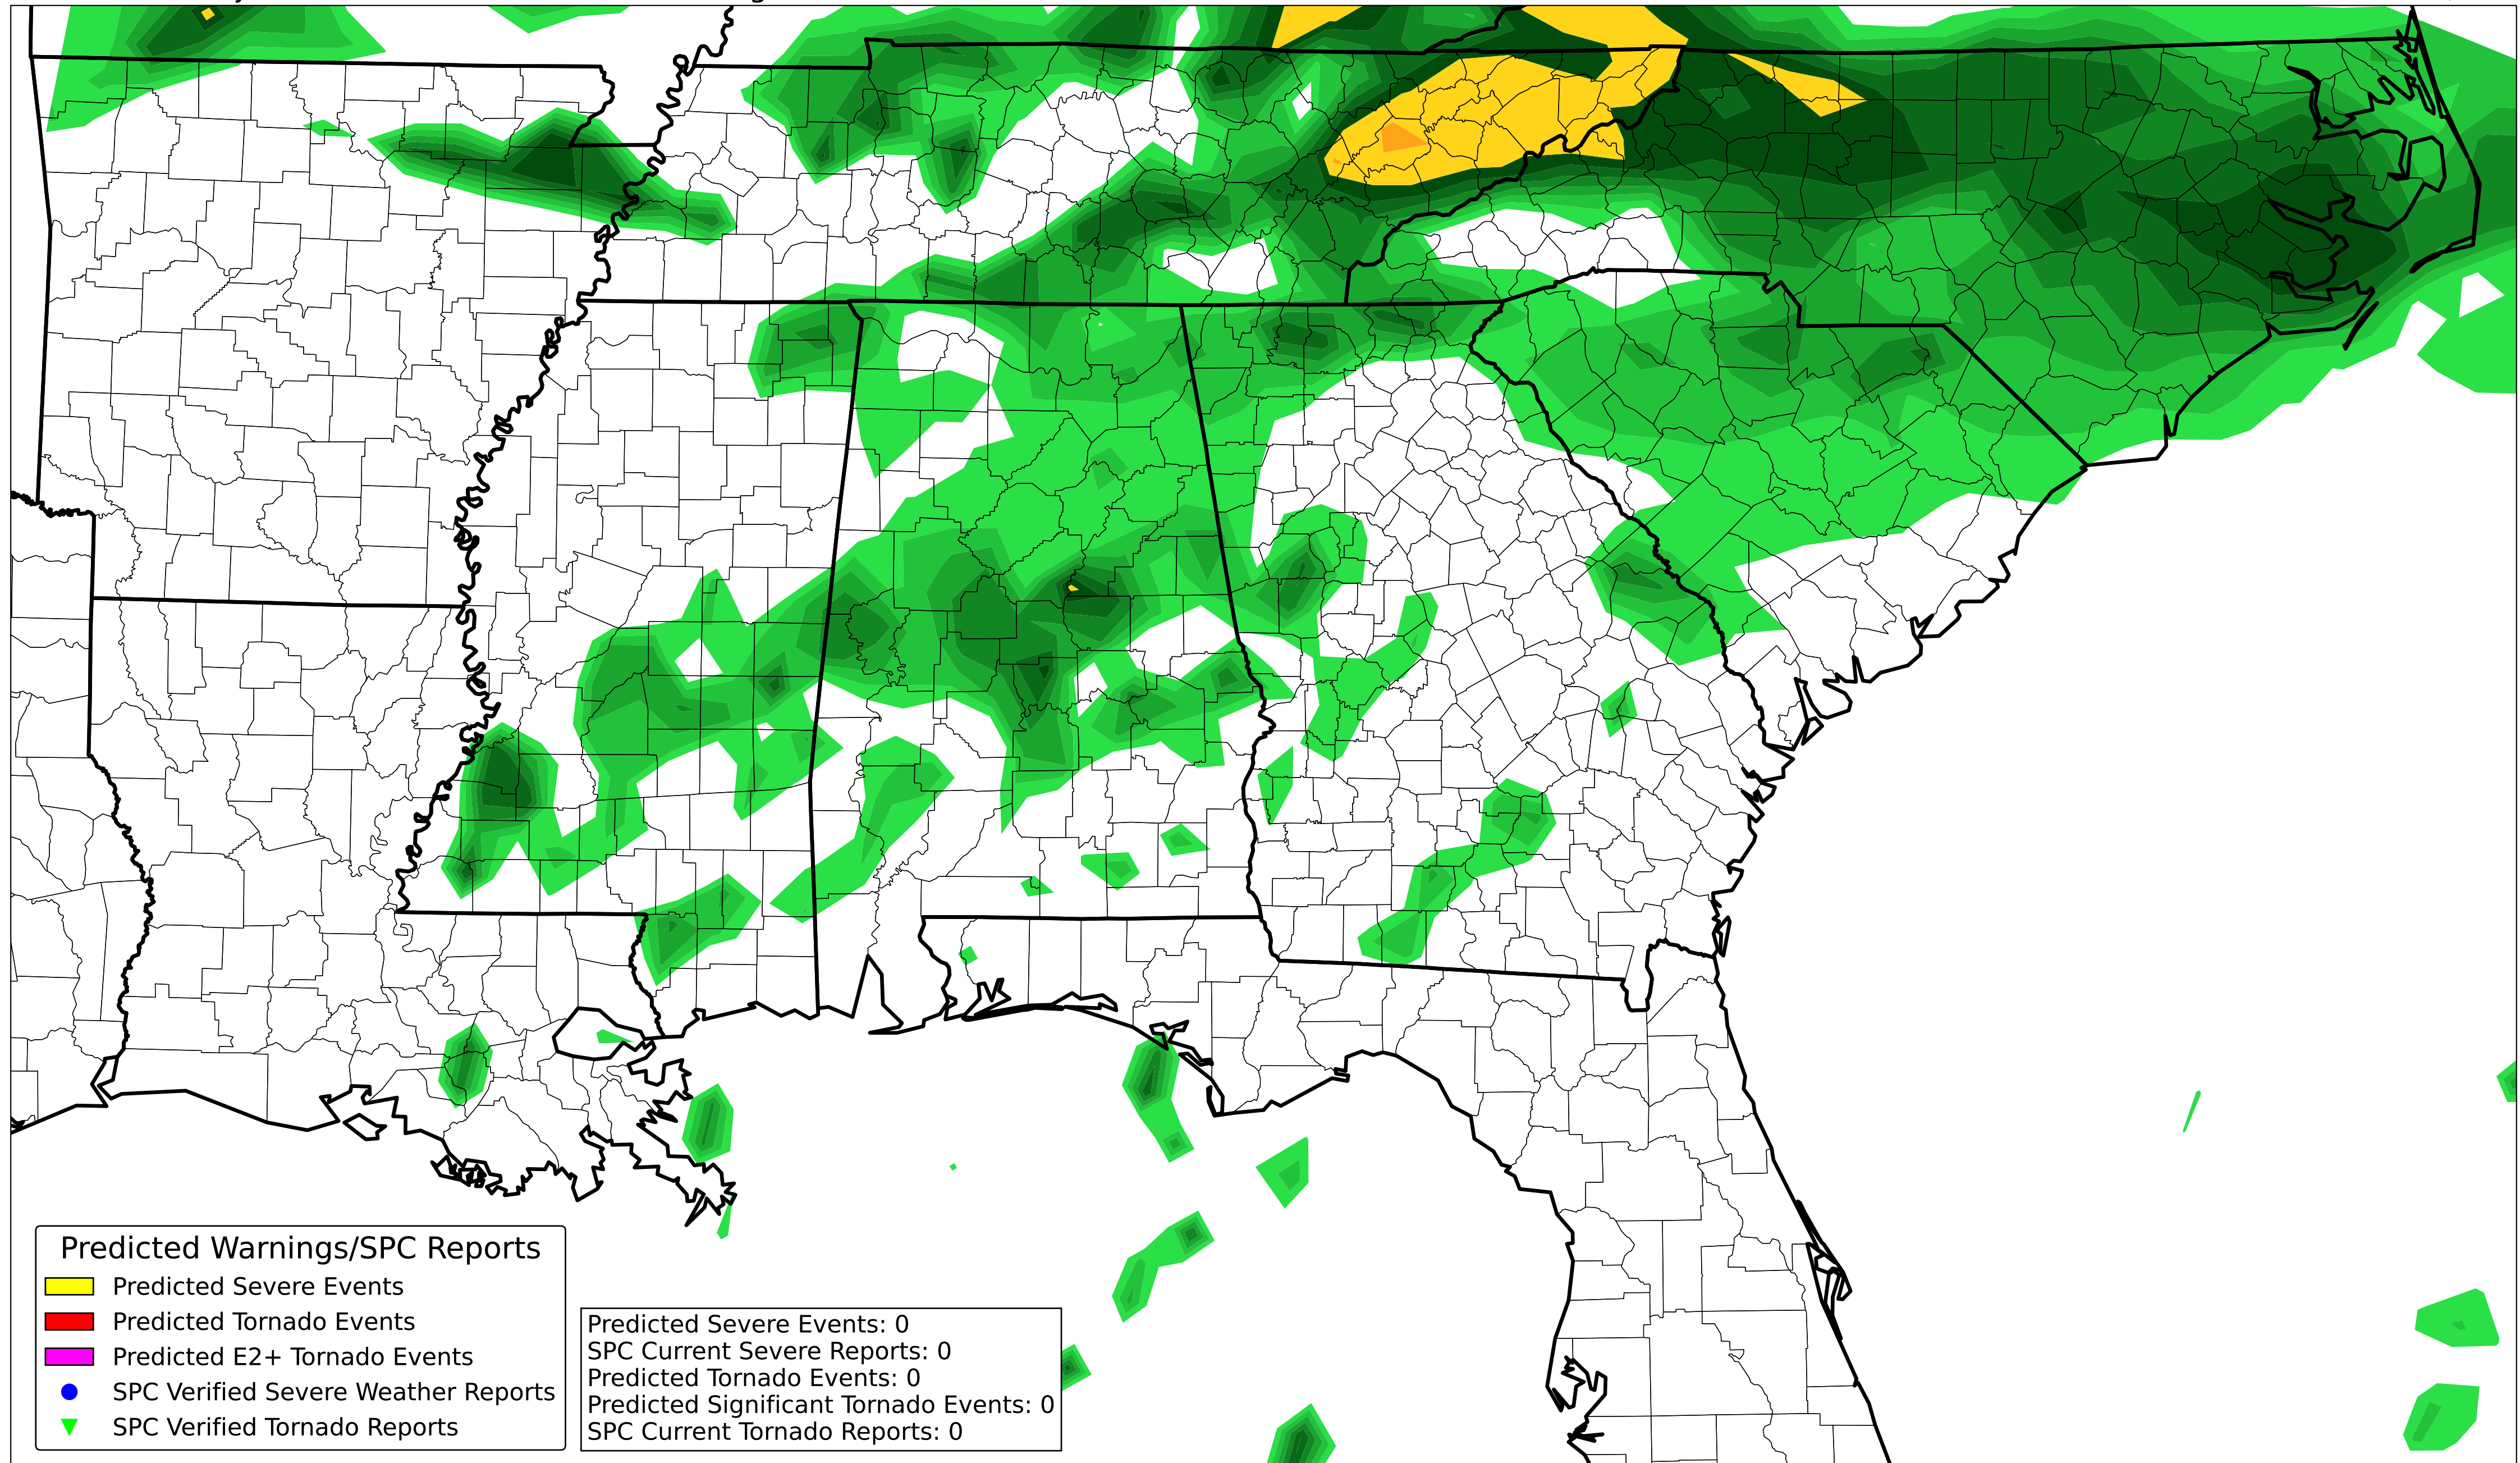 Predicted Warnings/SPC Reports
Predicted Severe Events
Predicted Tornado Events
Predicted E2+ Tornado Events
SPC Verified Severe Weather Reports
SPC Verified Tornado Reports
Predicted Severe Events: 0
SPC Current Severe Reports: 0
Predicted Tornado Events: 0
Predicted Significant Tornado Events: 0
SPC Current Tornado Reports: 0